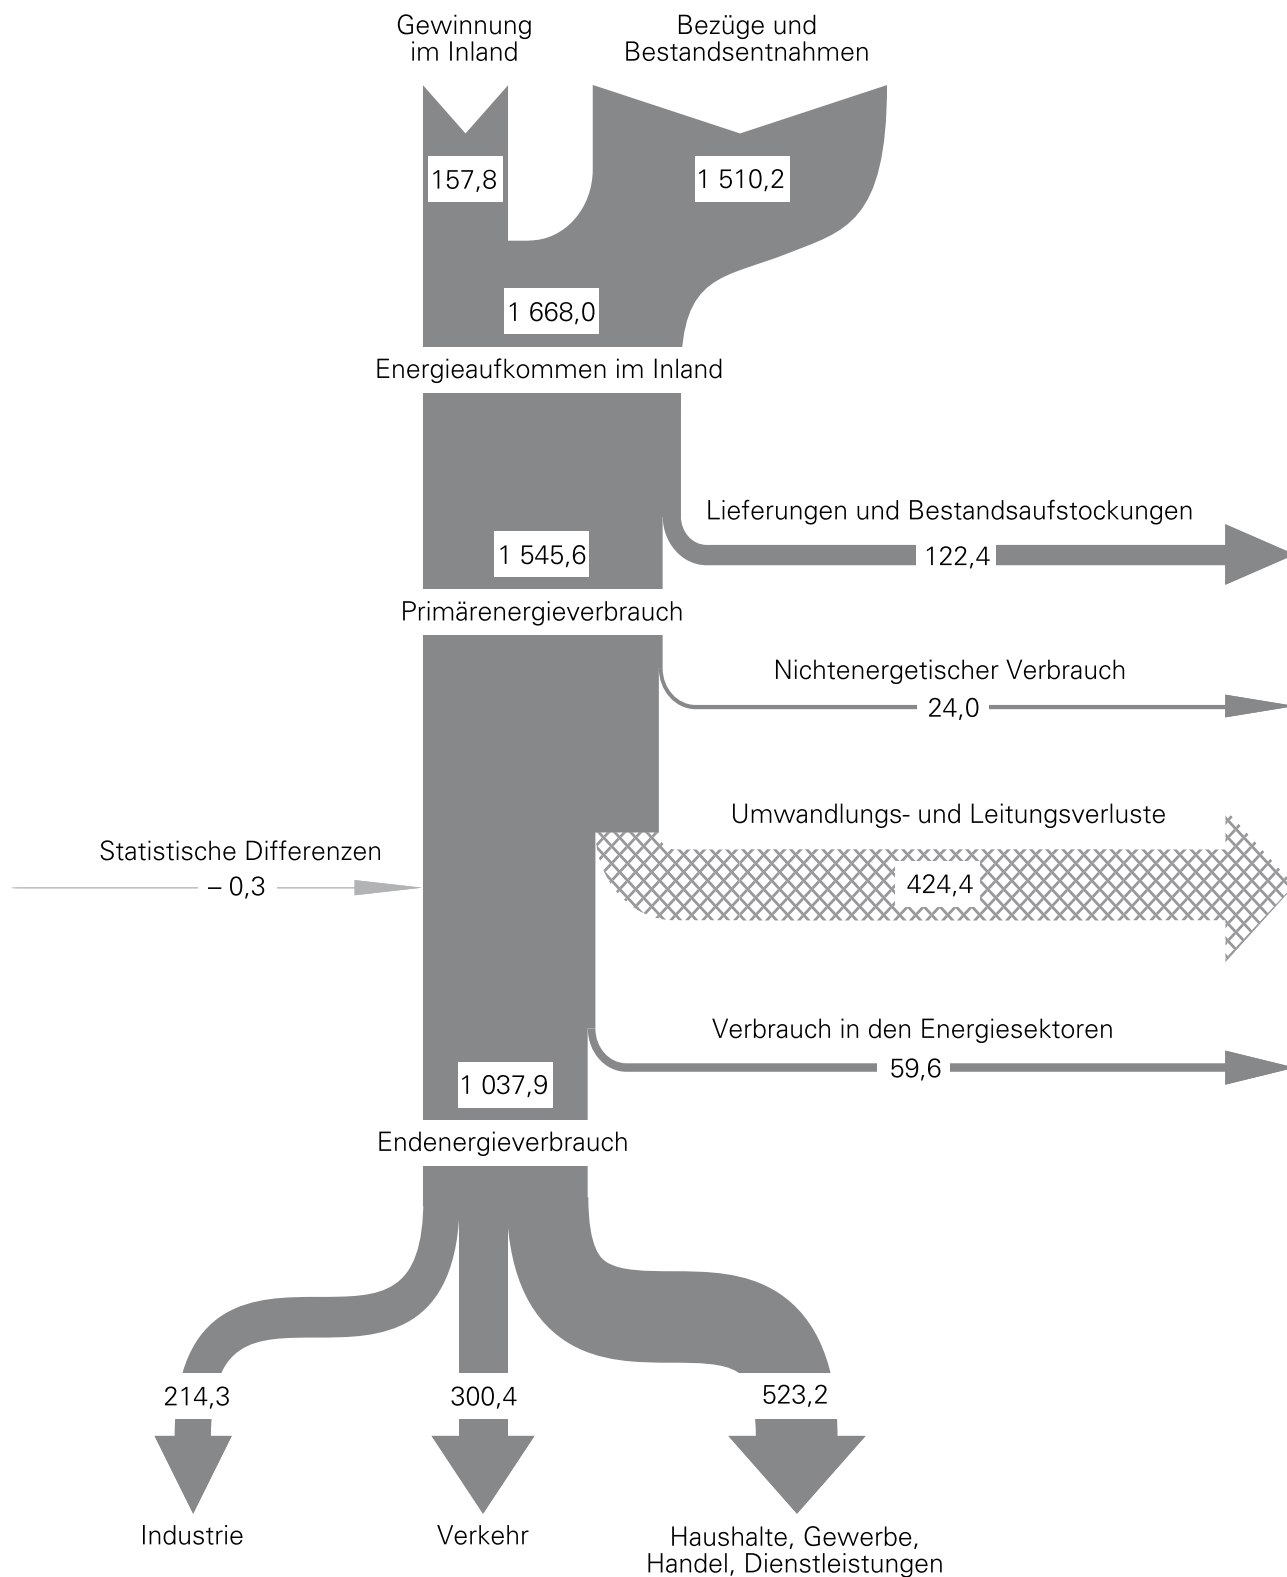 Gewinnung
im Inland
Bezüge und
Bestandsentnahmen
157,8
1 510,2
1 668,0
Energieaufkommen im Inland
Lieferungen und Bestandsaufstockungen
1 545,6
122,4
Primärenergieverbrauch
Nichtenergetischer Verbrauch
24,0
Umwandlungs- und Leitungsverluste
Statistische Differenzen
– 0,3
424,4
Verbrauch in den Energiesektoren
59,6
1 037,9
Endenergieverbrauch
214,3
300,4
523,2
Industrie
Verkehr
Haushalte, Gewerbe,
Handel, Dienstleistungen